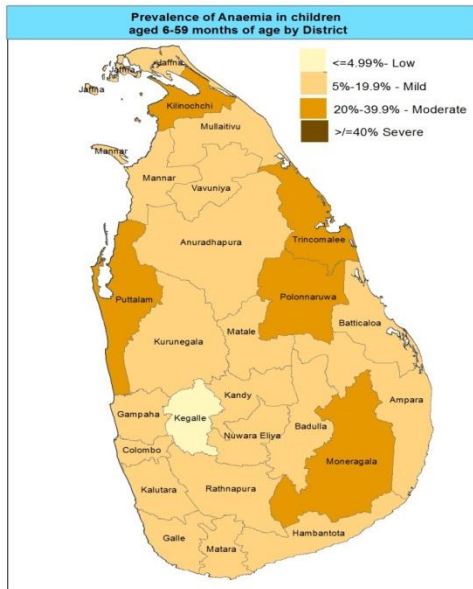 Prevalence of Anaemia in children
aged 6-59 months of age by District
<=4.99%- Low
5%-19.9% - Mild
20%-39.9% - Moderate
>/=40% Severe
Jaffna
Jaffna
Jaffna
Kilinochchi
Mullaitivu
Mannar
Mannar
Vavuniya
Trincomalee
Anuradhapura
Puttalam
Polonnaruwa
Batticaloa
Kurunegala
Matale
Kandy
Ampara
Gampaha
Kegalle
Badulla
Nuwara Eliya
Colombo
Moneragala
Kalutara
Rathnapura
Hambantota
Galle
Matara